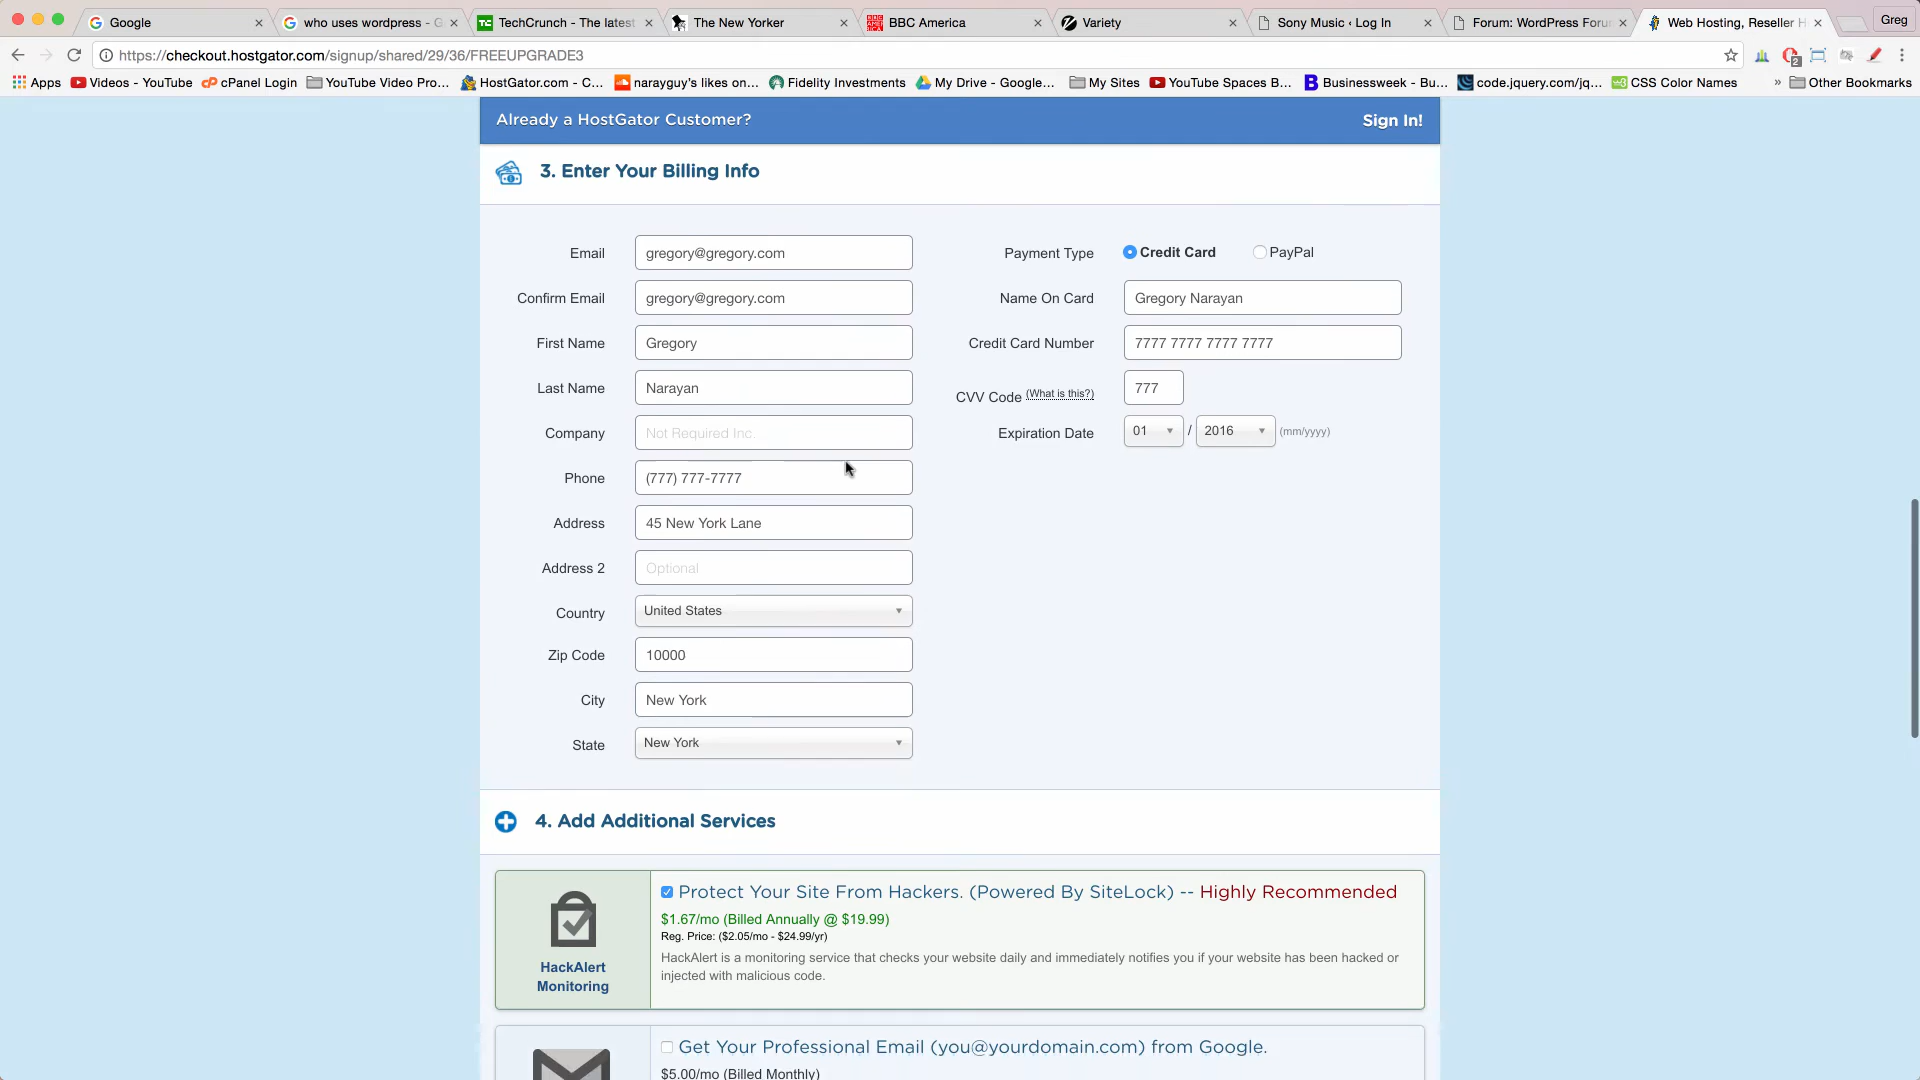 Google
who uses wordpress - G
TechCrunch - The latest
The New Yorker
BBC America
Variety
Sony Music ‹ Log In
Forum: WordPress Foru
Web Hosting, Reseller H
Greg
https://checkout.hostgator.com/signup/shared/29/36/FREEUPGRADE3
2
Apps
Videos - YouTube
cPanel Login
YouTube Video Pro...
HostGator.com - C...
narayguy's likes on...
Fidelity Investments
My Drive - Google...
My Sites
YouTube Spaces B...
Businessweek - Bu...
code.jquery.com/jq...
CSS Color Names
» Other Bookmarks
Already a HostGator Customer?
Sign In!
3. Enter Your Billing Info
Email gregory@gregory.com
Confirm Email gregory@gregory.com
First Name Gregory
Last Name Narayan
Company Not Required Inc.
Phone (777) 777-7777
Address 45 New York Lane
Address 2 Optional
Country United States
Zip Code 10000
City New York
State New York
Payment Type Credit Card PayPal
Name On Card Gregory Narayan
Credit Card Number 7777 7777 7777 7777
CVV Code (What is this?) 777
Expiration Date 01 / 2016 (mm/yyyy)
4. Add Additional Services
HackAlert
Monitoring
Protect Your Site From Hackers. (Powered By SiteLock) -- Highly Recommended
$1.67/mo (Billed Annually @ $19.99)
Reg. Price: ($2.05/mo - $24.99/yr)
HackAlert is a monitoring service that checks your website daily and immediately notifies you if your website has been hacked or
injected with malicious code.
Get Your Professional Email (you@yourdomain.com) from Google.
$5.00/mo (Billed Monthly)